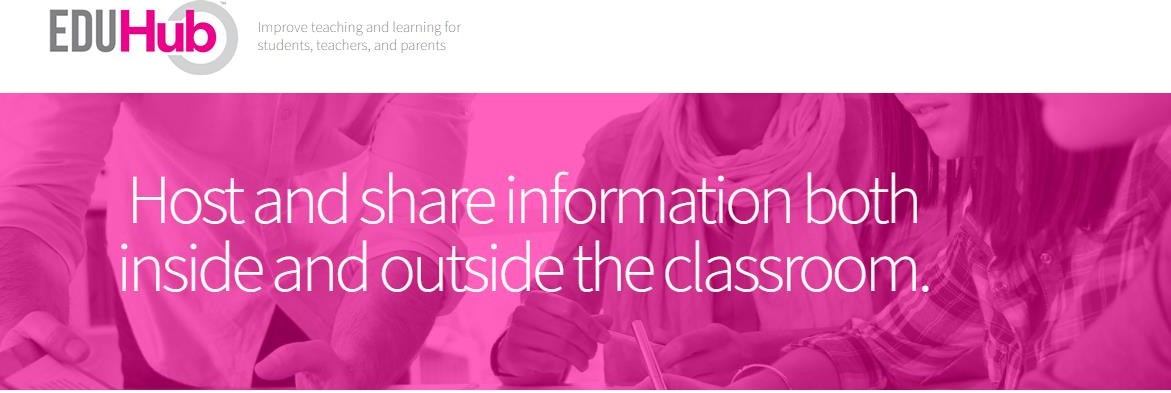 EDUHub™
Improve teaching and learning for
students, teachers, and parents
Host and share information both
inside and outside the classroom.